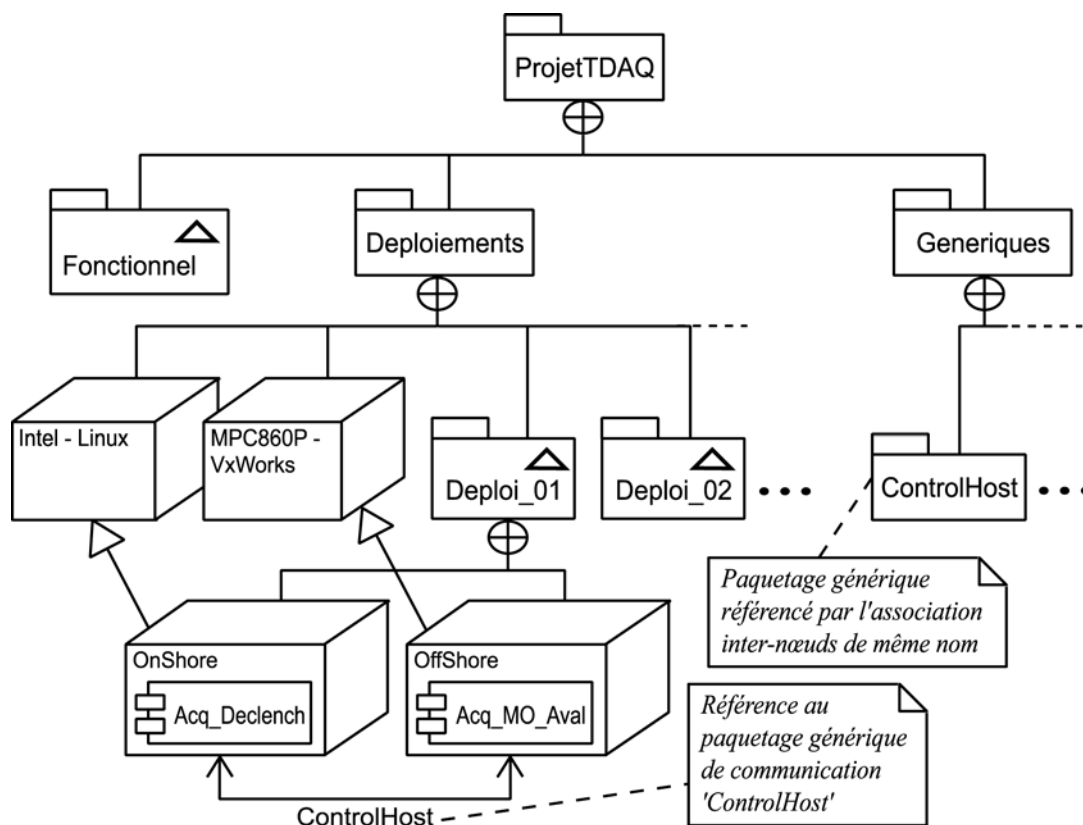 ProjetTDAQ
Fonctionnel
Deploiements
Generiques
Intel - Linux
MPC860P -
VxWorks
Deploi_01
Deploi_02
ControlHost
Paquetage générique
référencé par l'association
inter-nœuds de même nom
OnShore
Acq_Declench
OffShore
Acq_MO_Aval
Référence au
paquetage générique
de communication
'ControlHost'
ControlHost